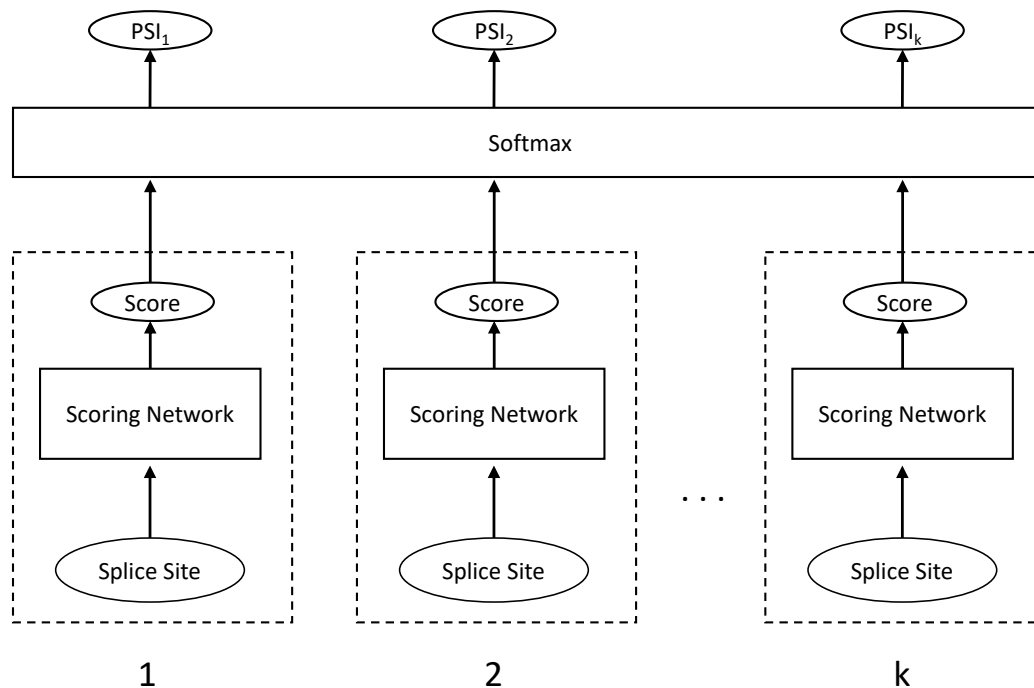 PSI₁ PSI₂ PSIₖ
Softmax
Score Score Score
Scoring Network Scoring Network Scoring Network
. . .
Splice Site Splice Site Splice Site
1 2 k